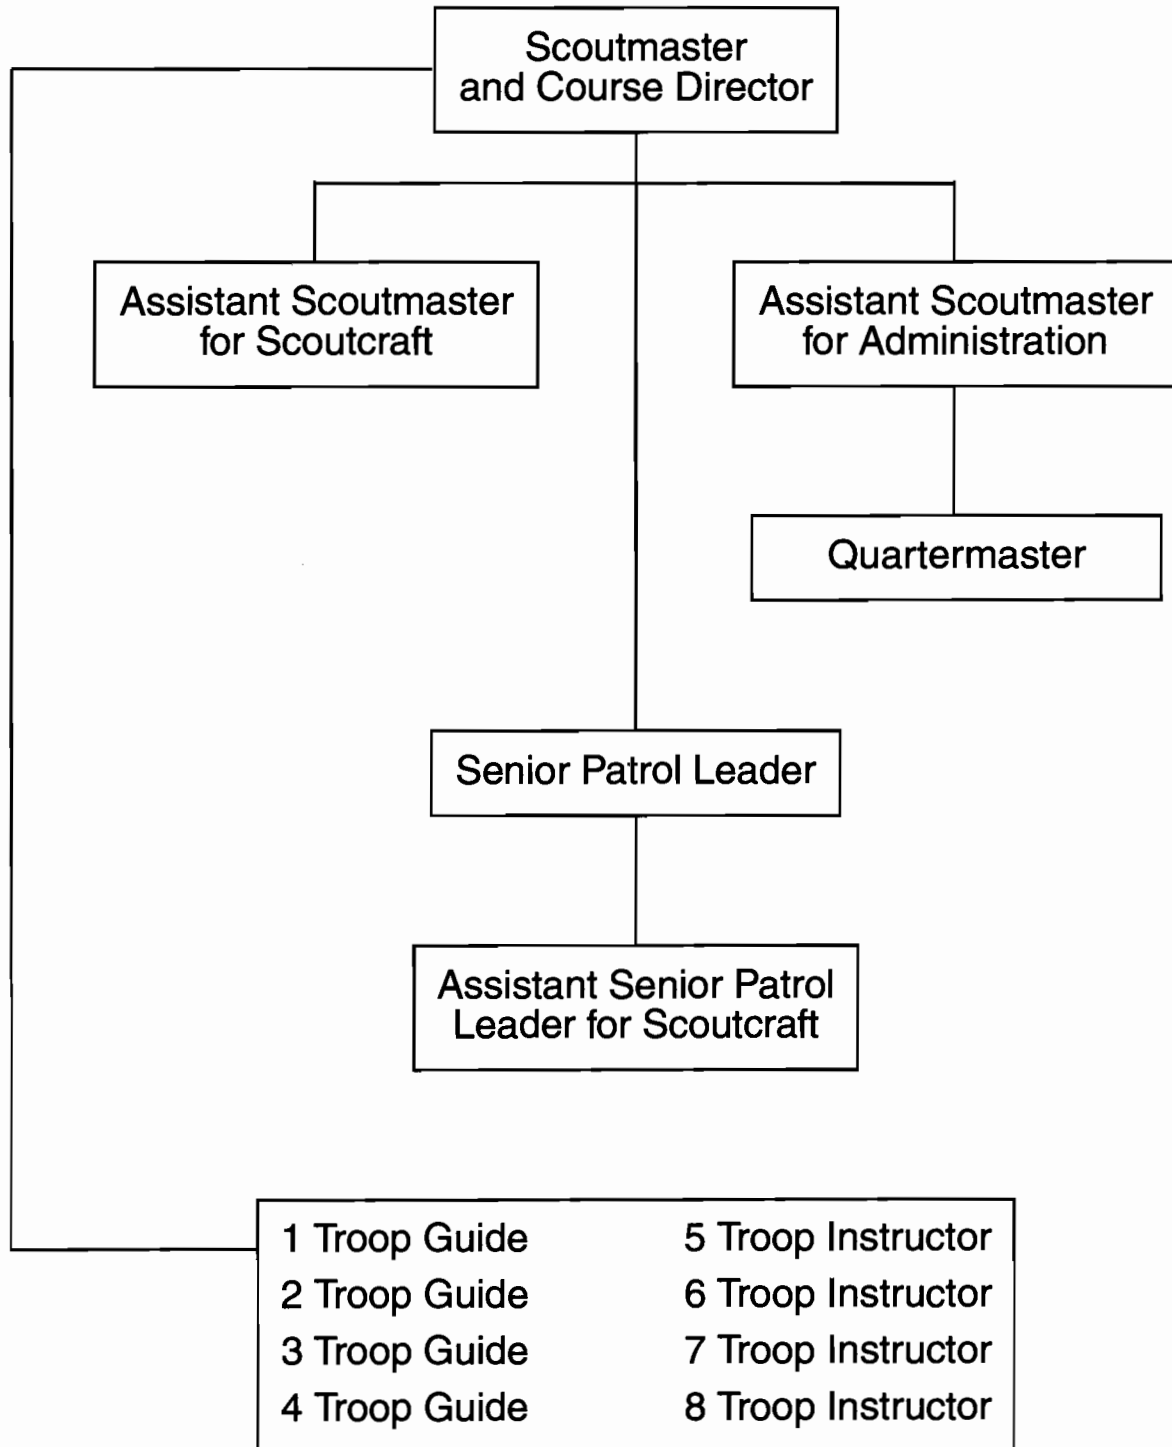 Scoutmaster
and Course Director
Assistant Scoutmaster
for Scoutcraft
Assistant Scoutmaster
for Administration
Quartermaster
Senior Patrol Leader
Assistant Senior Patrol
Leader for Scoutcraft
1 Troop Guide
2 Troop Guide
3 Troop Guide
4 Troop Guide
5 Troop Instructor
6 Troop Instructor
7 Troop Instructor
8 Troop Instructor